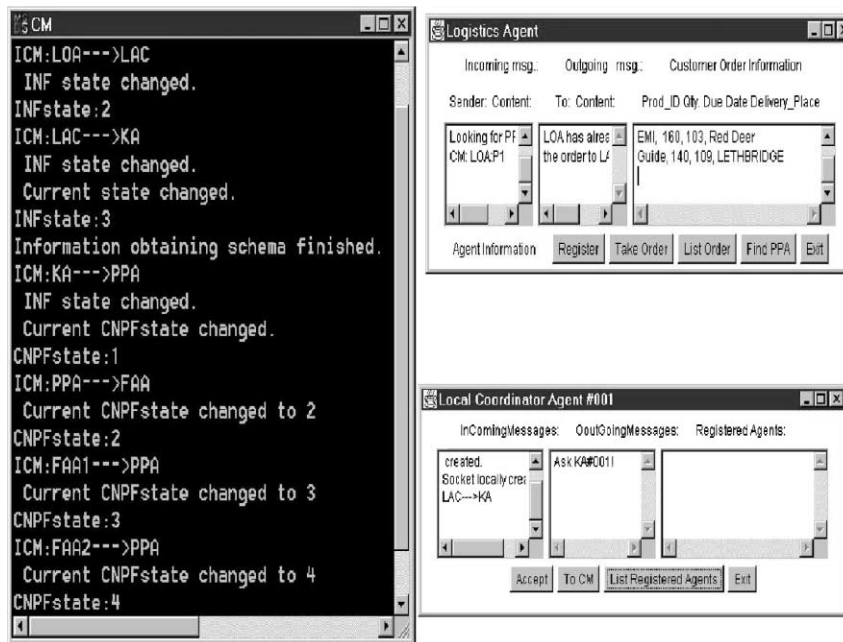 CM
ICM:LOA--->LAC
INF state changed.
INFstate:2
ICM:LAC--->KA
INF state changed.
Current state changed.
INFstate:3
Information obtaining schema finished.
ICM:KA--->PPA
INF state changed.
Current CNPFstate changed.
CNPFstate:1
ICM:PPA--->FAA
Current CNPFstate changed to 2
CNPFstate:2
ICM:FAA1--->PPA
Current CNPFstate changed to 3
CNPFstate:3
ICM:FAA2--->PPA
Current CNPFstate changed to 4
CNPFstate:4
Logistics Agent
Incoming msg.: Outgoing msg.: Customer Order Information
Sender: Content: To: Content: Prod_ID Qty. Due Date Delivery_Place
Looking for PF
CM: LOA:P1
LOA has alrea
the order to LA
EMI, 160, 103, Red Deer
Guide, 140, 109, LETHBRIDGE
Agent Information Register Take Order List Order Find PPA Exit
Local Coordinator Agent #001
InComingMessages: OoutGoingMessages: Registered Agents:
created.
Socket locally crea
LAC--->KA
Ask KA#001!
Accept To CM List Registered Agents Exit